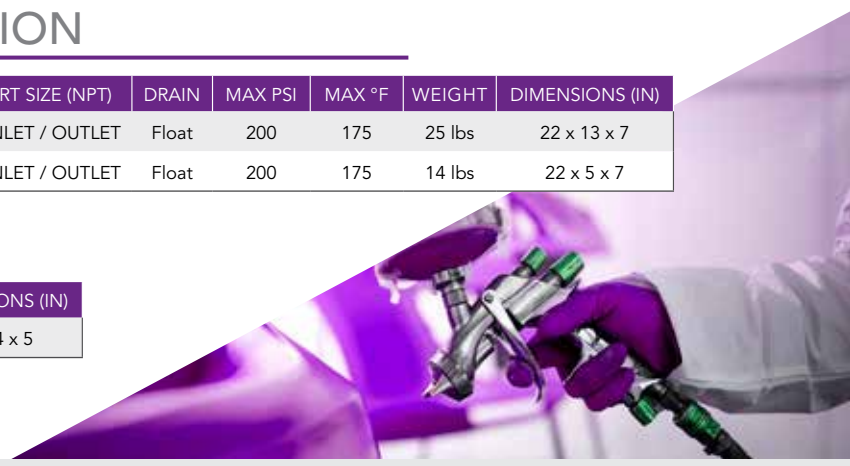 ION
RT SIZE (NPT) DRAIN MAX PSI MAX °F WEIGHT DIMENSIONS (IN)
NLET / OUTLET Float 200 175 25 lbs 22 x 13 x 7
NLET / OUTLET Float 200 175 14 lbs 22 x 5 x 7
ONS (IN)
4 x 5